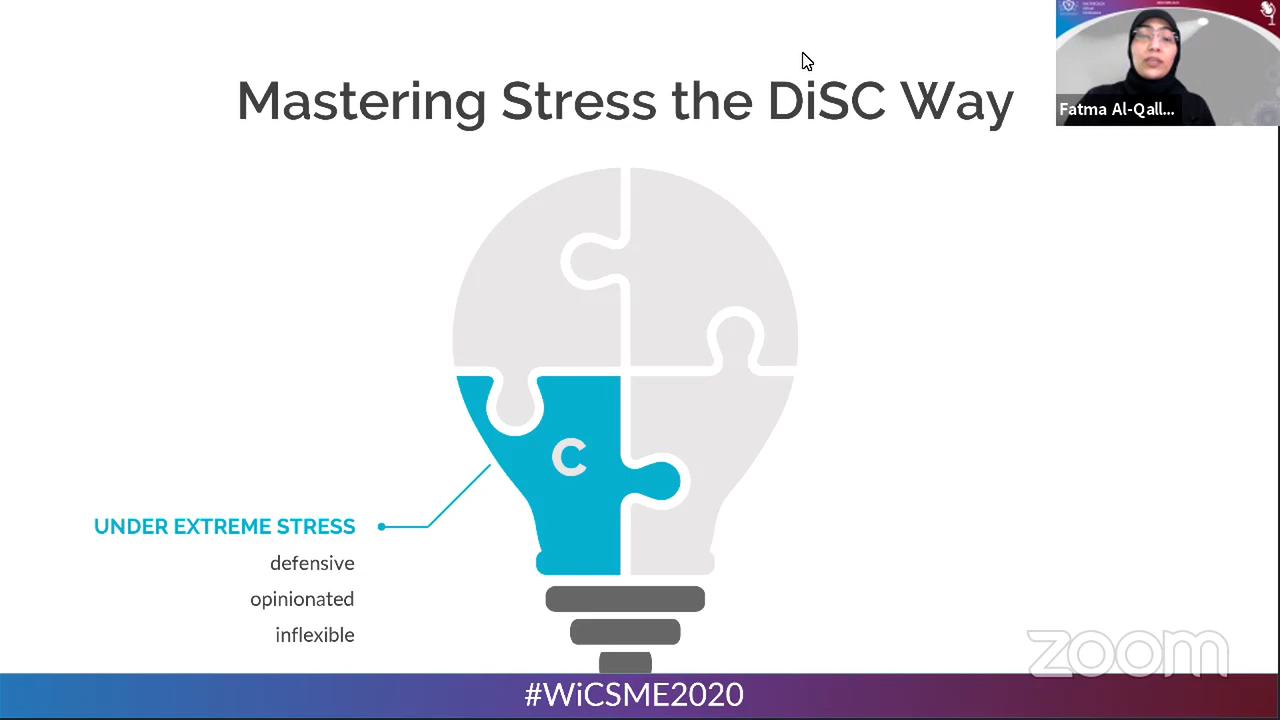 Mastering Stress the DiSC Way
Fatma Al-Qall...
C
UNDER EXTREME STRESS
defensive
opinionated
inflexible
zoom
#WiCSME2020